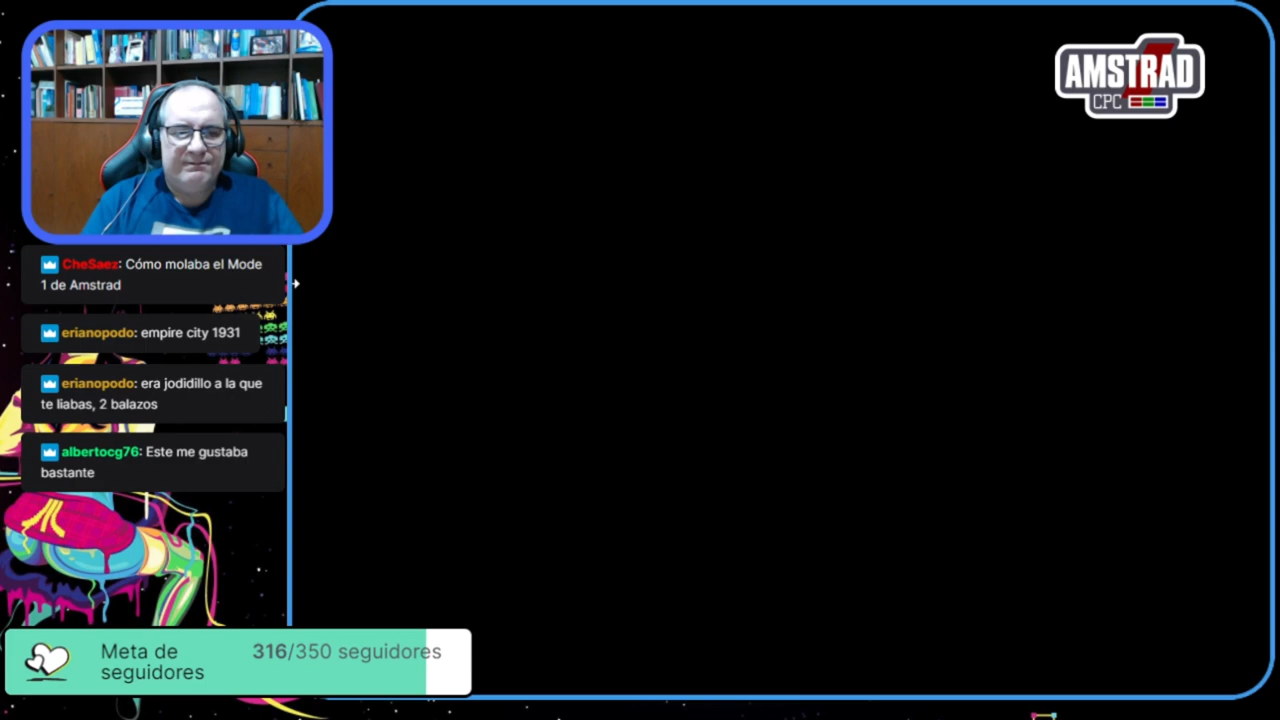 AMSTRAD
CPC
CheSaez: Cómo molaba el Mode
1 de Amstrad
erianopodo: empire city 1931
erianopodo: era jodidillo a la que
te liabas, 2 balazos
albertocg76: Este me gustaba
bastante
Meta de
seguidores
316/350 seguidores